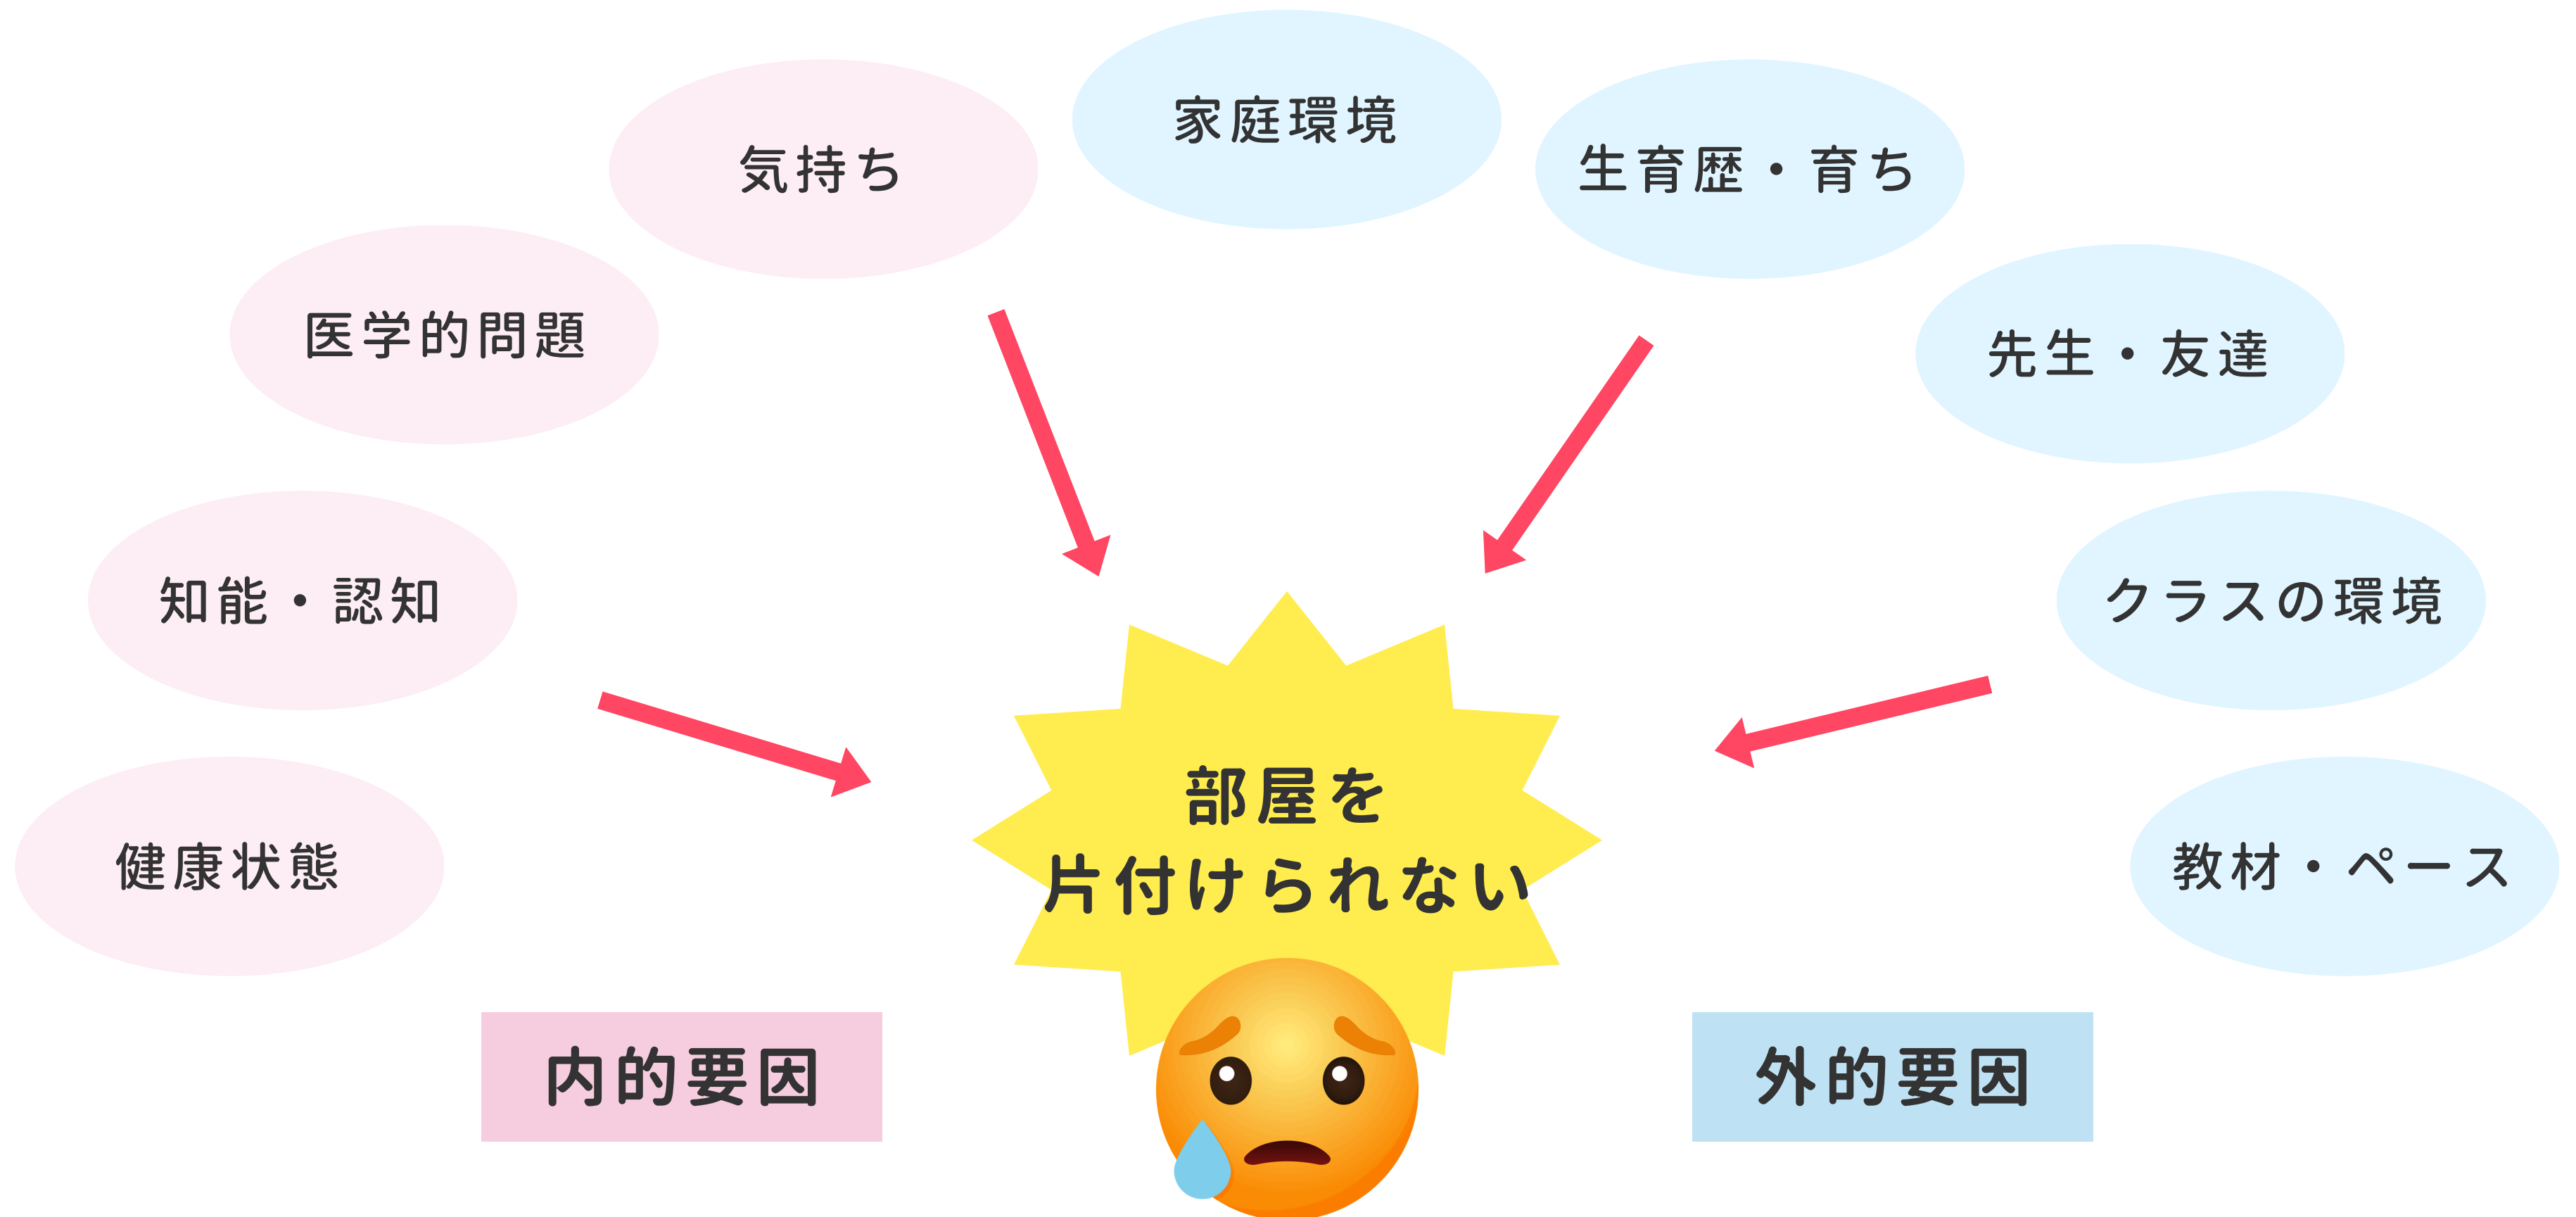 家庭環境
気持ち
生育歴・育ち
医学的問題
先生・友達
知能・認知
クラスの環境
健康状態
教材・ペース
部屋を
片付けられない
内的要因
外的要因